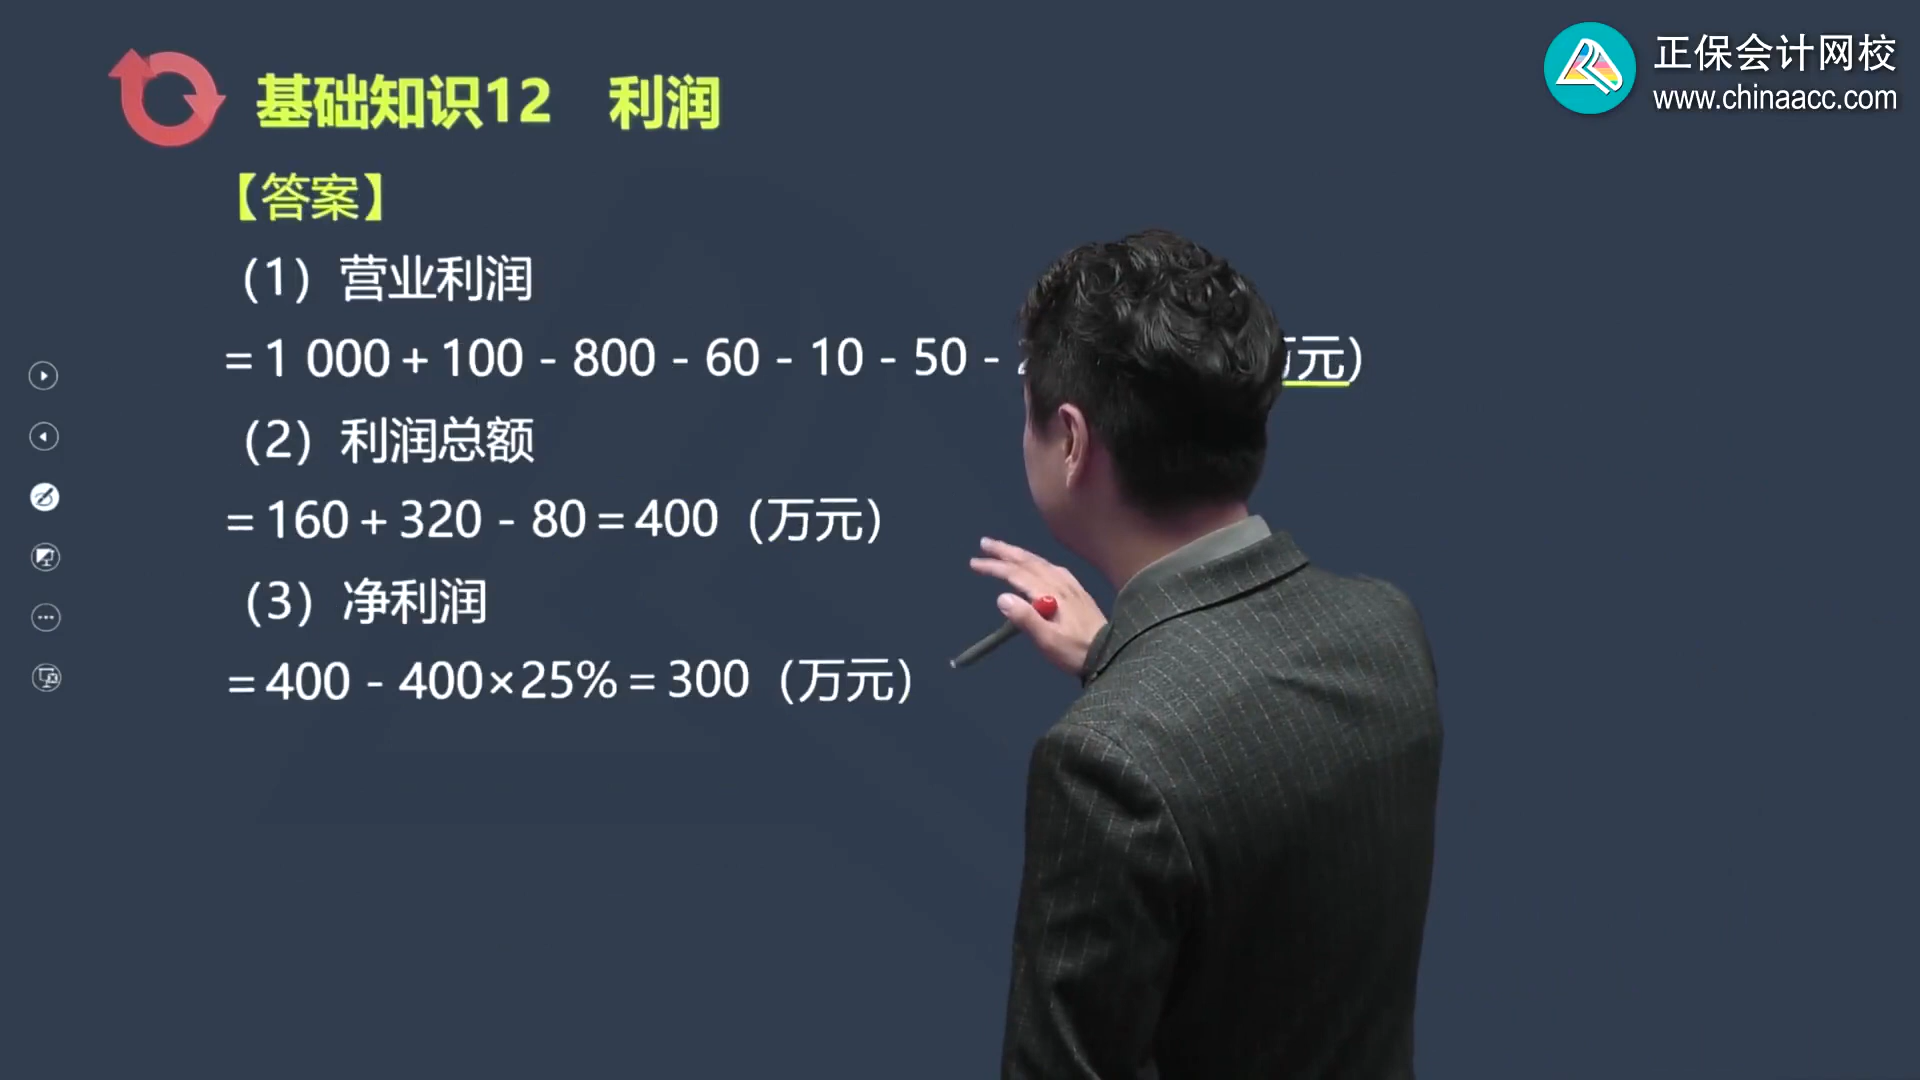 正保会计网校
www.chinaacc.com
基础知识12 利润
【答案】
（1）营业利润
＝1 000＋100－800－60－10－50－ 万元）
（2）利润总额
＝160＋320－80＝400（万元）
（3）净利润
＝400－400×25%＝300（万元）